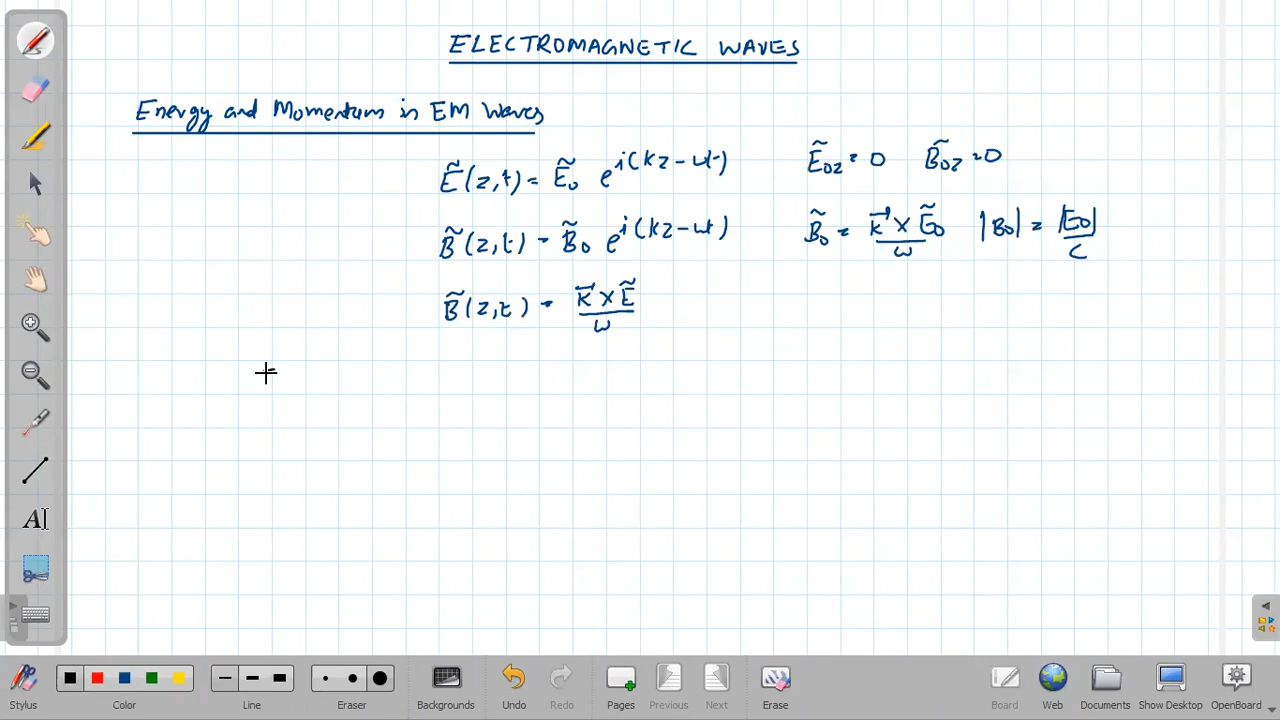 ELECTROMAGNETIC WAVES
Energy and Momentum in EM Waves
Ẽ(z,t) = Ẽ₀ e^{i(kz-ωt)} Ẽ₀z = 0 B̃₀z = 0
B̃(z,t) = B̃₀ e^{i(kz-ωt)} B̃₀ = k⃗ × Ẽ₀ / ω |B₀| = |E₀| / c
B̃(z,t) = k⃗ × Ẽ / ω
AI
Stylus Color Line Eraser Backgrounds Undo Redo Pages Previous Next Erase Board Web Documents Show Desktop OpenBoard